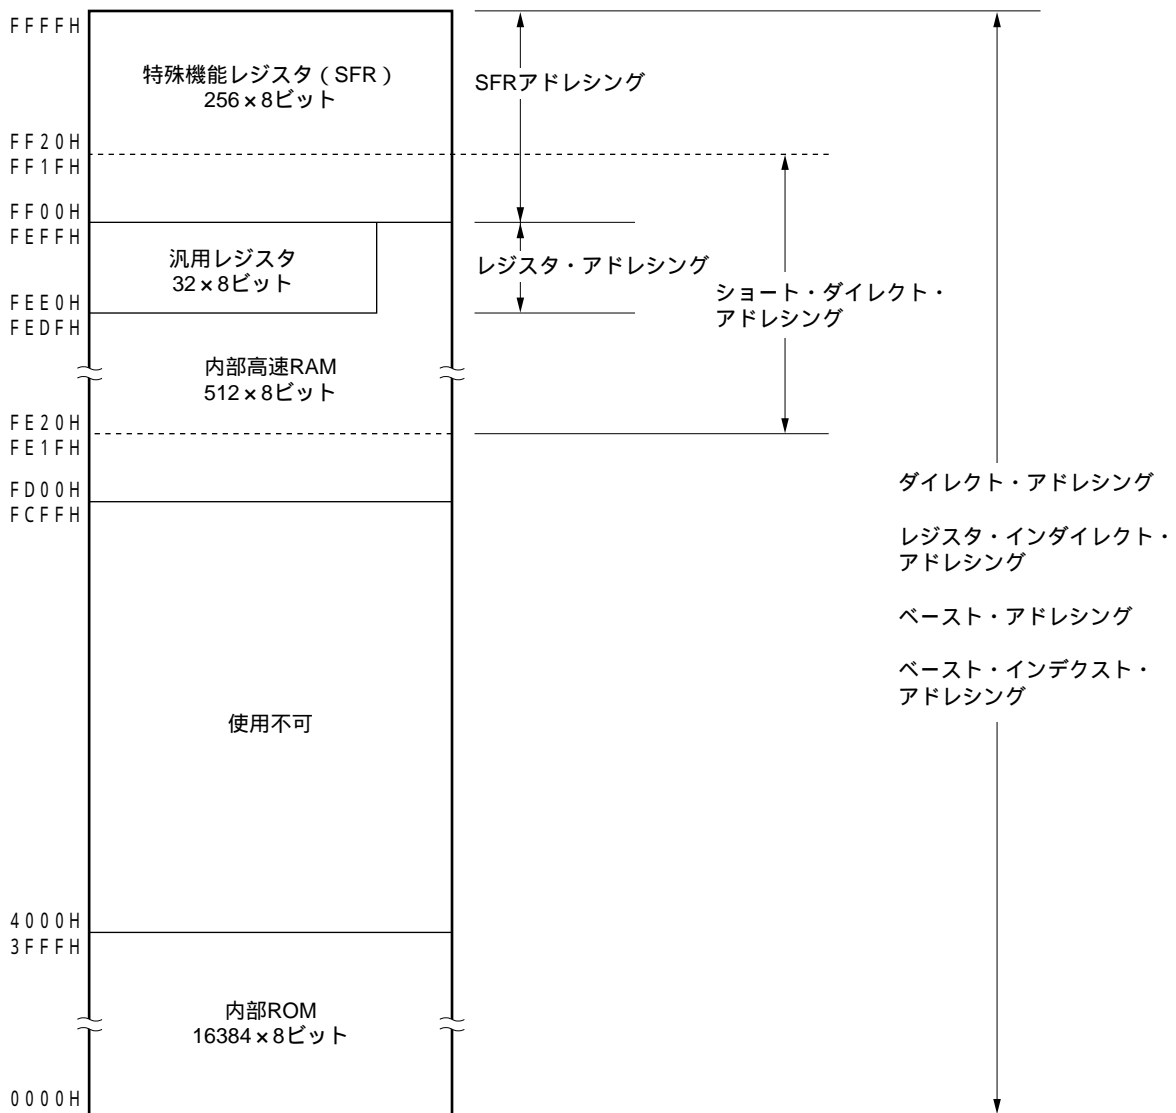 FFFFH
特殊機能レジスタ（SFR）
256×8ビット
SFRアドレシング
FF20H
FF1FH
FF00H
FEFFH
汎用レジスタ
32×8ビット
レジスタ・アドレシング
ショート・ダイレクト・
アドレシング
FEE0H
FEDFH
内部高速RAM
512×8ビット
FE20H
FE1FH
FD00H
FCFFH
ダイレクト・アドレシング
レジスタ・インダイレクト・
アドレシング
ベースト・アドレシング
ベースト・インデクスト・
アドレシング
使用不可
4000H
3FFFH
内部ROM
16384×8ビット
0000H